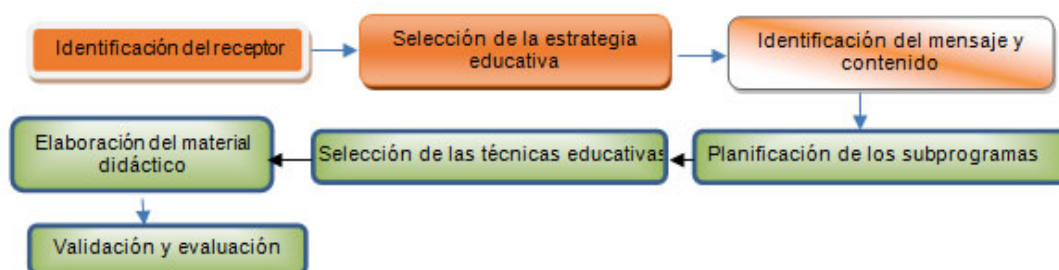 Identificación del receptor
Selección de la estrategia
educativa
Identificación del mensaje y
contenido
Planificación de los subprogramas
Selección de las técnicas educativas
Elaboración del material
didáctico
Validación y evaluación